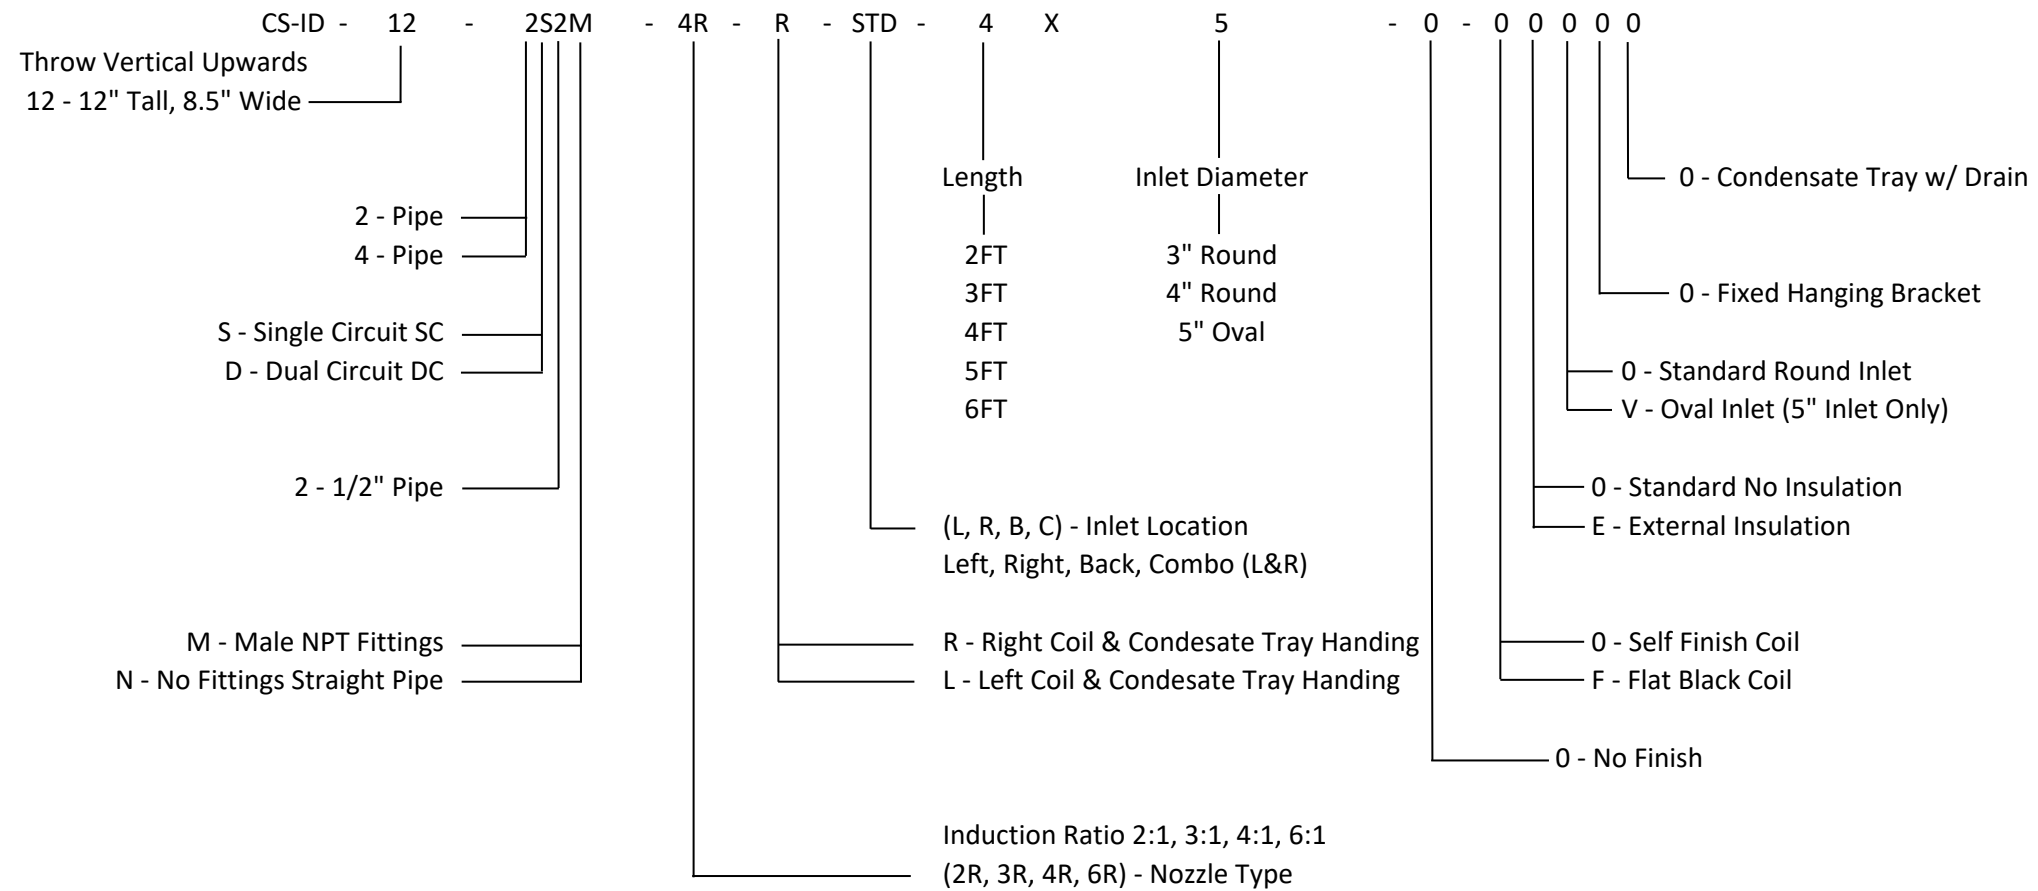 CS-ID - 12 - 2S2M - 4R - R - STD - 4 X 5 - 0 - 0 0 0 0 0
Throw Vertical Upwards
12 - 12" Tall, 8.5" Wide
2 - Pipe
4 - Pipe
S - Single Circuit SC
D - Dual Circuit DC
2 - 1/2" Pipe
M - Male NPT Fittings
N - No Fittings Straight Pipe
Length
2FT
3FT
4FT
5FT
6FT
Inlet Diameter
3" Round
4" Round
5" Oval
(L, R, B, C) - Inlet Location
Left, Right, Back, Combo (L&R)
R - Right Coil & Condesate Tray Handing
L - Left Coil & Condesate Tray Handing
Induction Ratio 2:1, 3:1, 4:1, 6:1
(2R, 3R, 4R, 6R) - Nozzle Type
0 - Condensate Tray w/ Drain
0 - Fixed Hanging Bracket
0 - Standard Round Inlet
V - Oval Inlet (5" Inlet Only)
0 - Standard No Insulation
E - External Insulation
0 - Self Finish Coil
F - Flat Black Coil
0 - No Finish